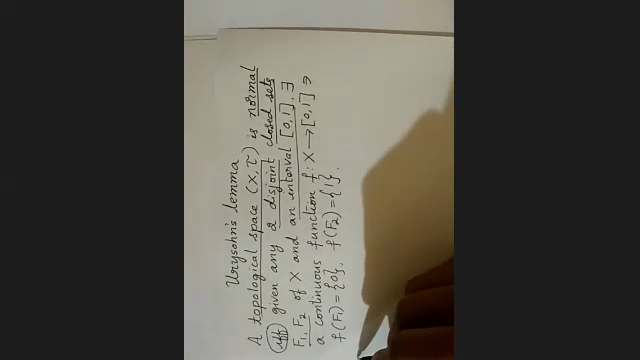 Urysohn's lemma
A topological space (X, τ) is normal
iff given any 2 disjoint closed sets
F₁, F₂ of X and an interval [0,1], ∃
a continuous function f: X → [0,1] ∋
f(F₁) = {0}, f(F₂) = {1}.